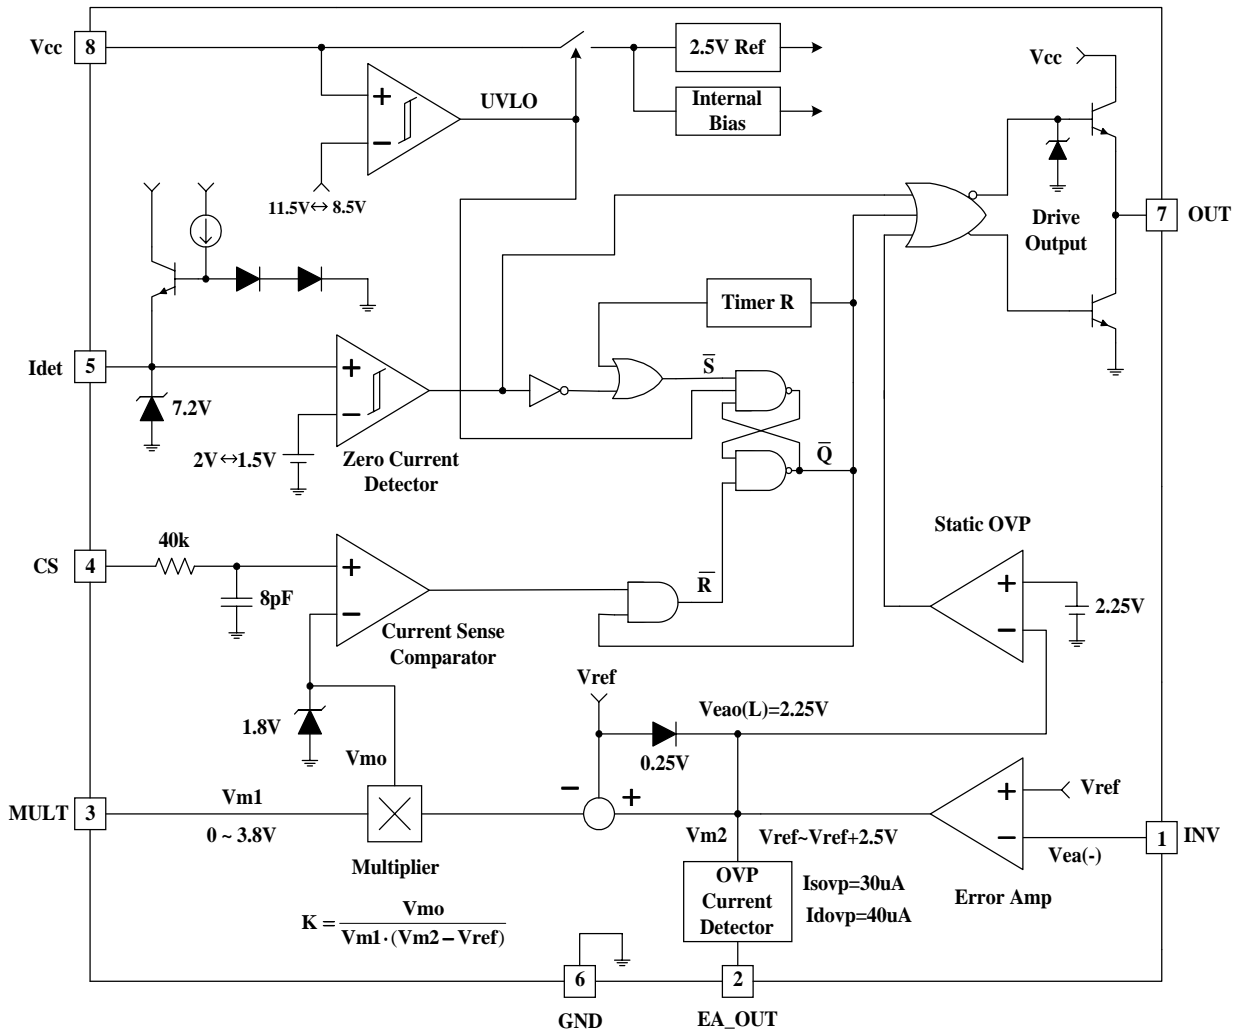 Vcc
8
2.5V Ref
Vcc
UVLO
Internal
Bias
11.5V↔8.5V
7
OUT
Drive
Output
Timer R
Idet
5
S̅
7.2V
2V↔1.5V
Zero Current
Detector
Q̅
Static OVP
40k
CS
4
8pF
R̅
2.25V
Current Sense
Comparator
Vref
1.8V
Veao(L)=2.25V
Vmo
0.25V
−
+
Vref
MULT
3
Vm1
0 ~ 3.8V
Vm2
Vref~Vref+2.5V
1
INV
Vea(-)
Multiplier
OVP
Current
Detector
Isovp=30uA
Idovp=40uA
Error Amp
K = Vmo / Vm1·(Vm2−Vref)
6
2
GND
EA_OUT